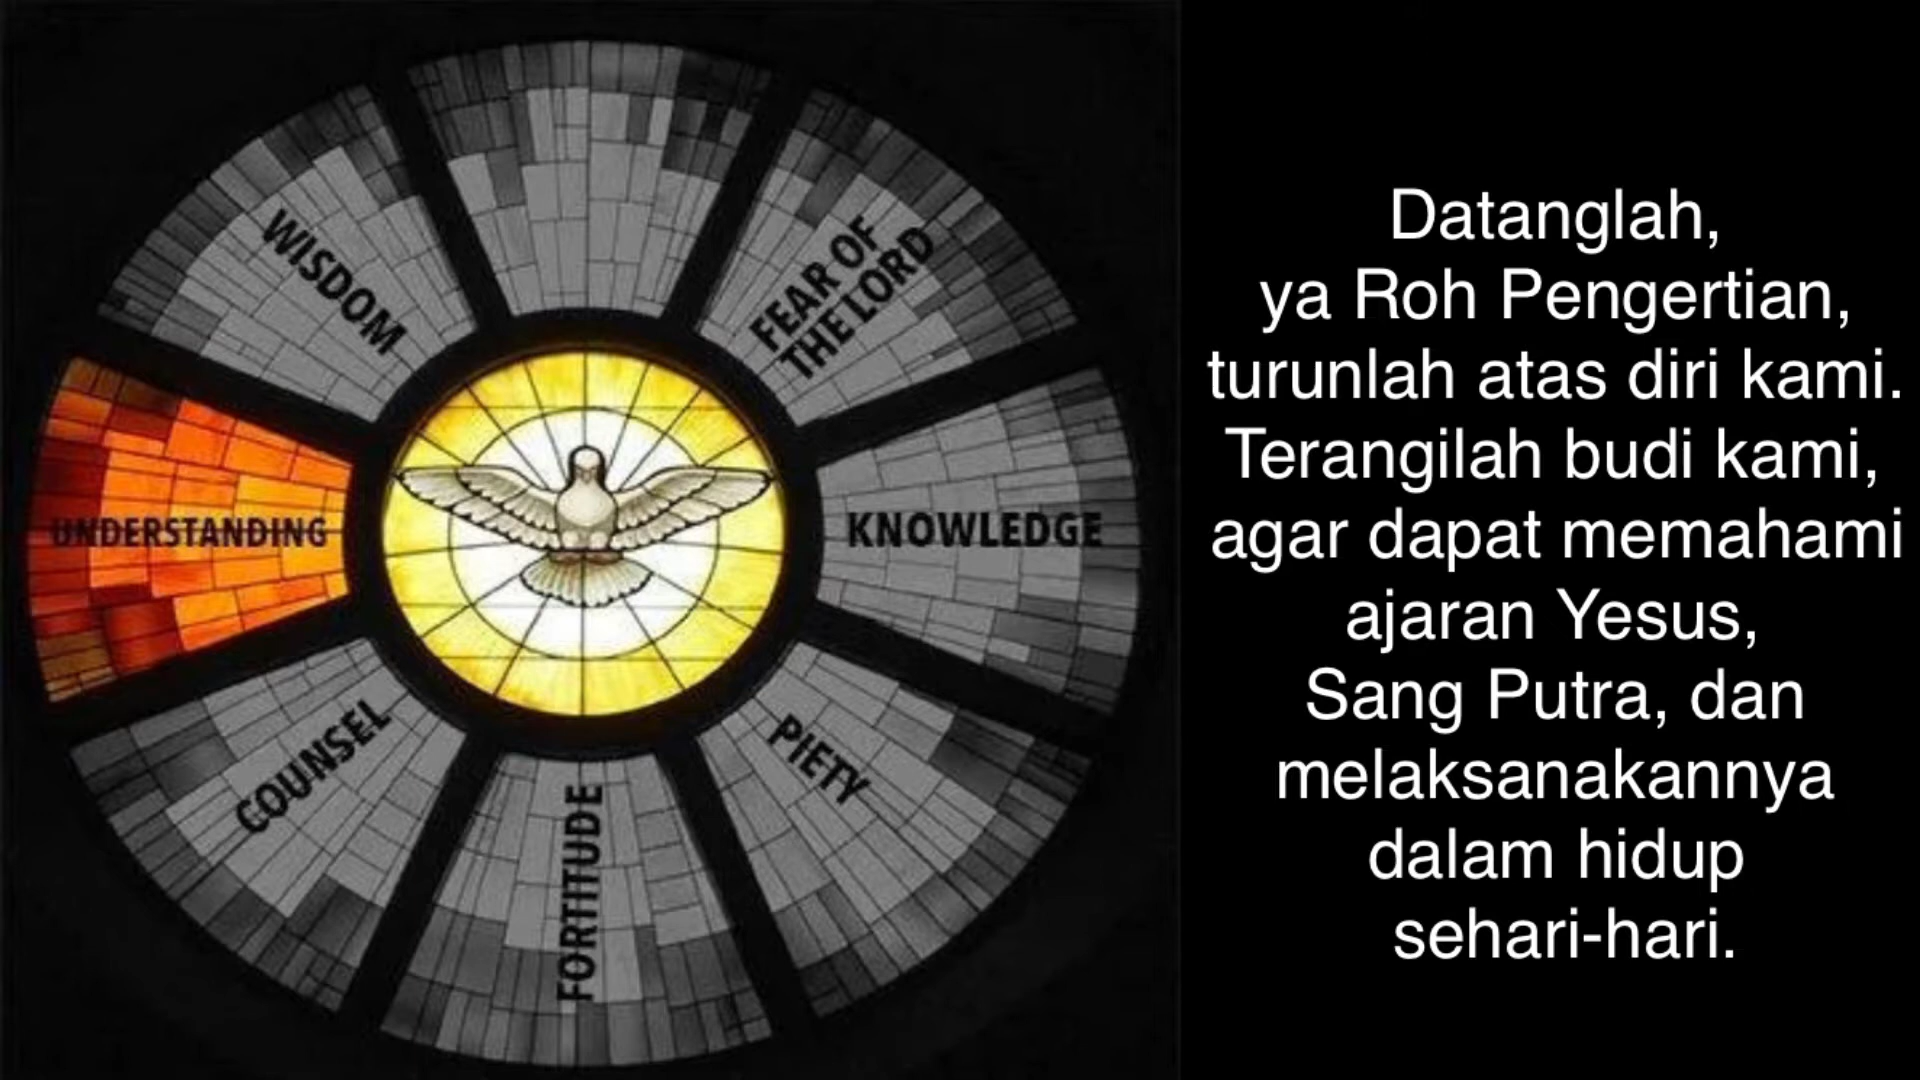 WISDOM
FEAR OF
THE LORD
UNDERSTANDING
KNOWLEDGE
COUNSEL
PIETY
FORTITUDE
Datanglah,
ya Roh Pengertian,
turunlah atas diri kami.
Terangilah budi kami,
agar dapat memahami
ajaran Yesus,
Sang Putra, dan
melaksanakannya
dalam hidup
sehari-hari.